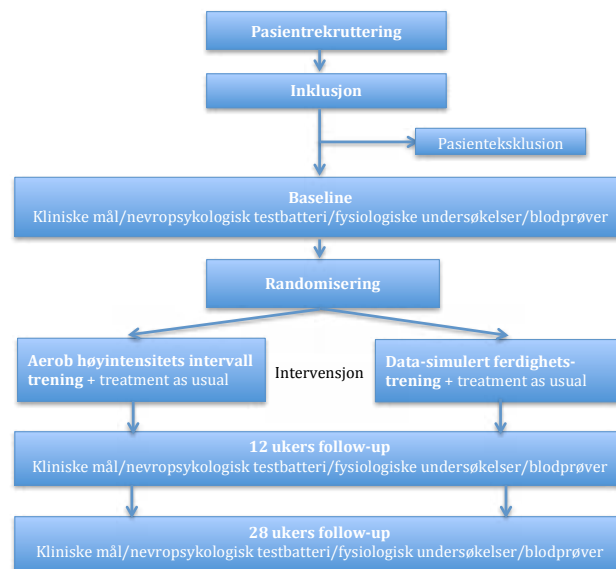 Pasientrekruttering
Inklusjon
Pasienteksklusion
Baseline
Kliniske mål/nevropsykologisk testbatteri/fysiologiske undersøkelser/blodprøver
Randomisering
Aerob høyintensitets intervall
trening + treatment as usual
Intervensjon
Data-simulert ferdighets-
trening + treatment as usual
12 ukers follow-up
Kliniske mål/nevropsykologisk testbatteri/fysiologiske undersøkelser/blodprøver
28 ukers follow-up
Kliniske mål/nevropsykologisk testbatteri/fysiologiske undersøkelser/blodprøver